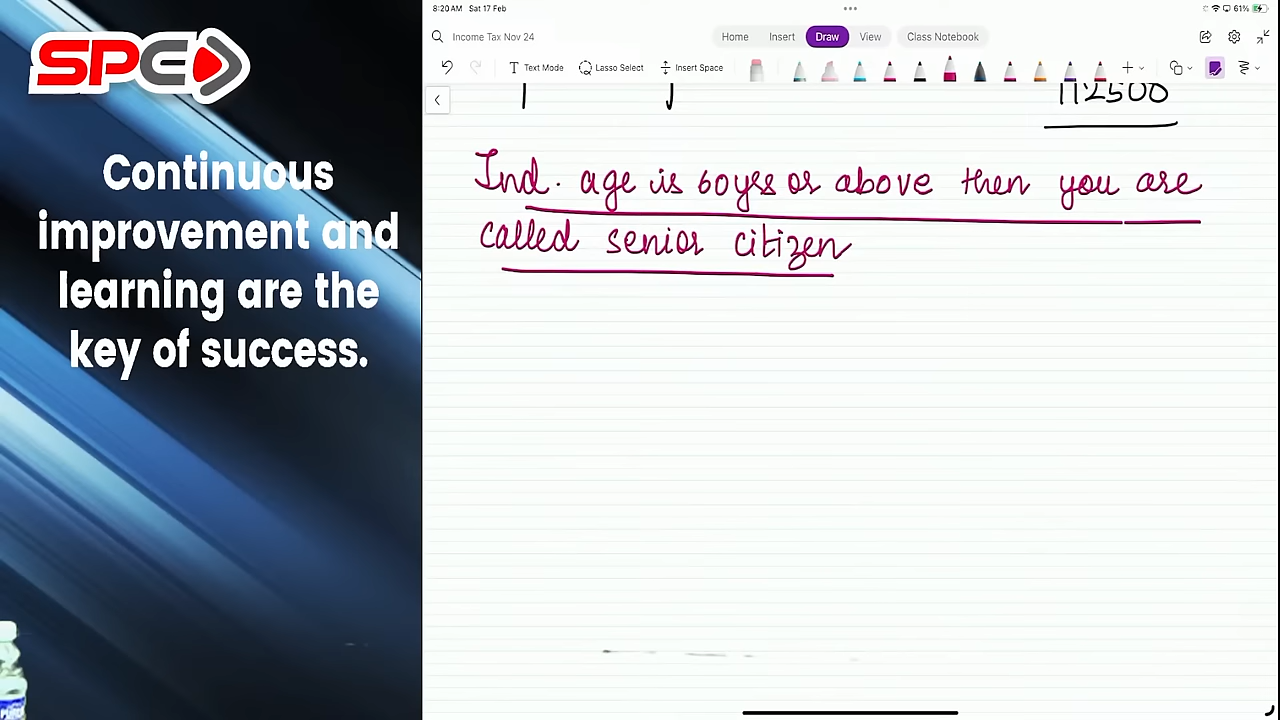 SPC
Continuous
improvement and
learning are the
key of success.
8:20 AM Sat 17 Feb
61%
Income Tax Nov 24
Home Insert Draw View Class Notebook
Text Mode Lasso Select Insert Space
112500
Ind. age is 60yrs or above then you are
called senior citizen